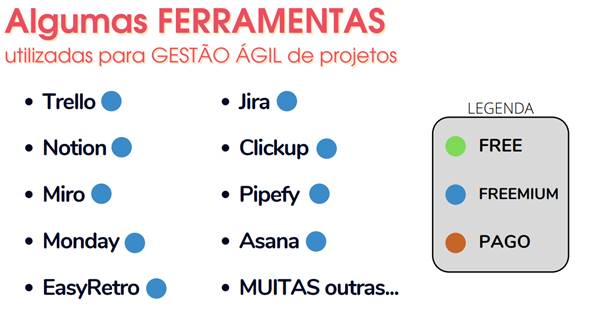 Algumas FERRAMENTAS
utilizadas para GESTÃO ÁGIL de projetos
• Trello
• Notion
• Miro
• Monday
• EasyRetro
• Jira
• Clickup
• Pipefy
• Asana
• MUITAS outras...
LEGENDA
FREE
FREEMIUM
PAGO